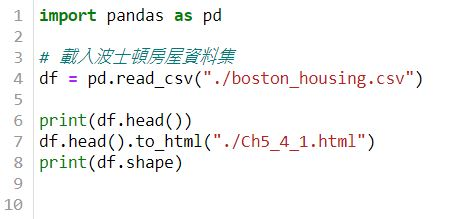 1 import pandas as pd
2
3 # 載入波士頓房屋資料集
4 df = pd.read_csv("./boston_housing.csv")
5
6 print(df.head())
7 df.head().to_html("./Ch5_4_1.html")
8 print(df.shape)
9
10